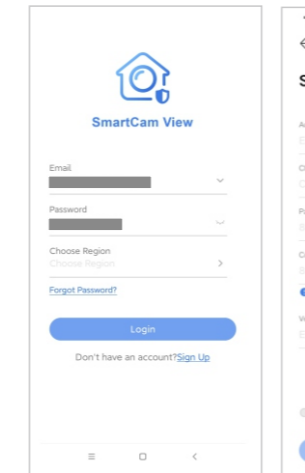 SmartCam View
Email
Password
Choose Region
Choose Region
Forgot Password?
Login
Don't have an account?Sign Up